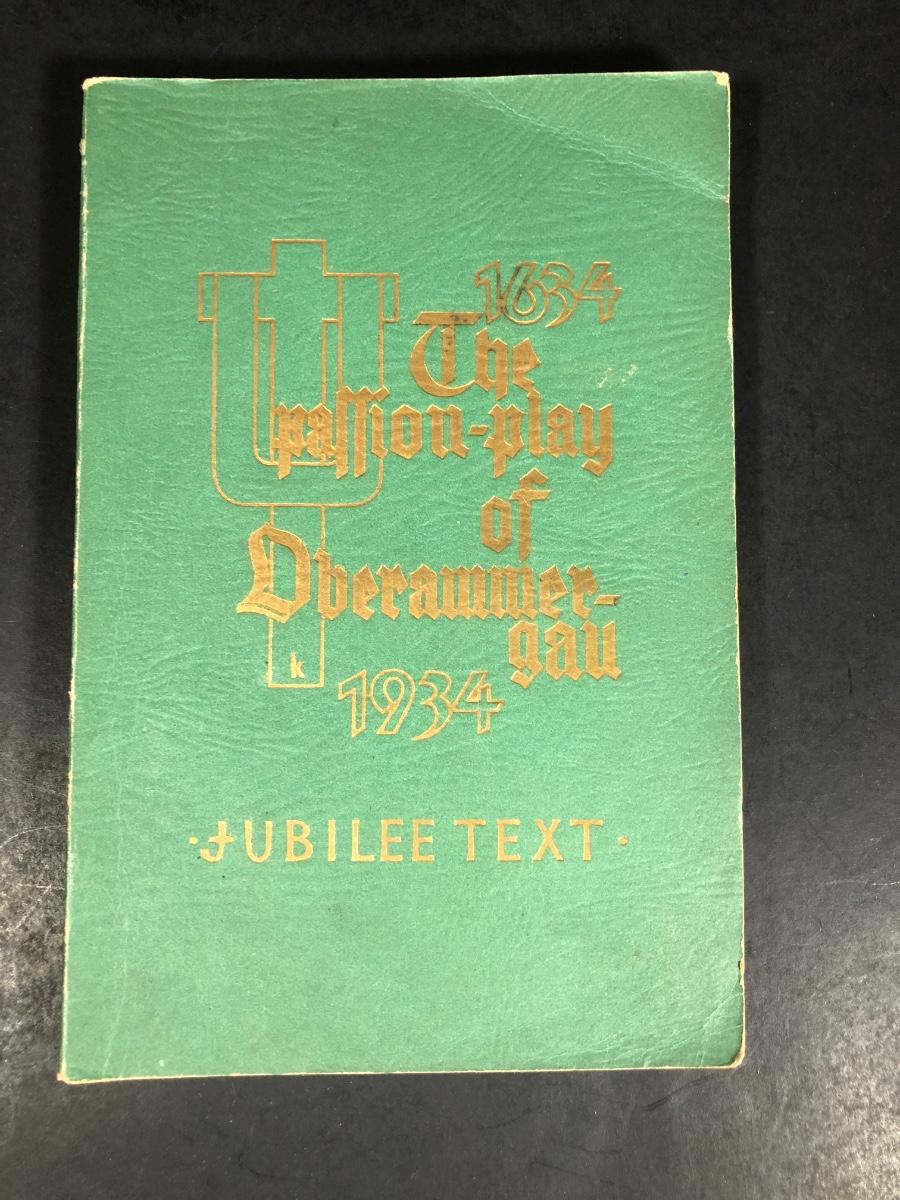 1634
The
passion-play
of
Oberammer-
gau
k
1934
·JUBILEE TEXT·